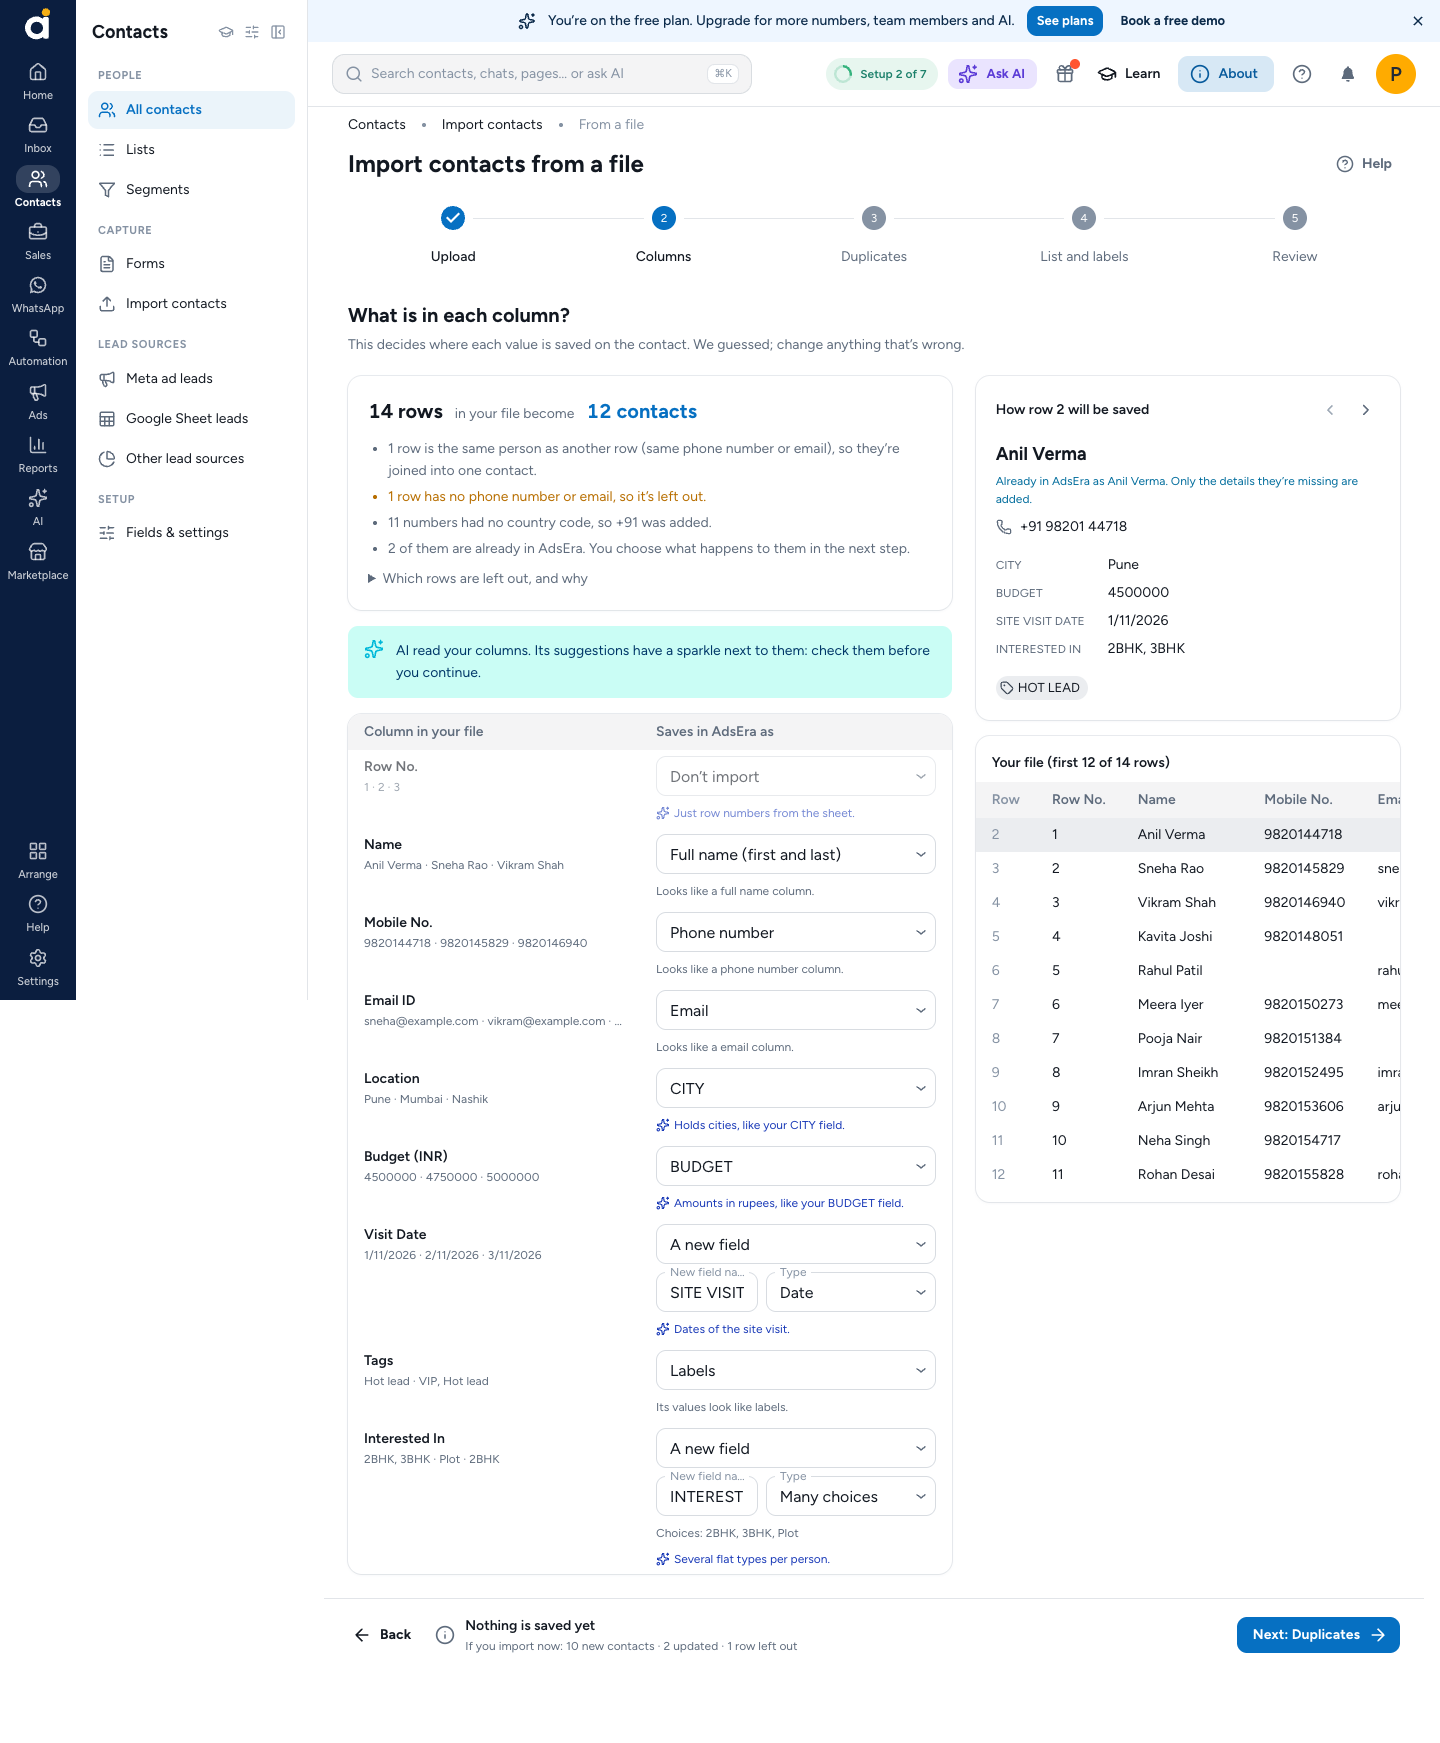 You're on the free plan. Upgrade for more numbers, team members and AI.
See plans
Book a free demo
Contacts
Search contacts, chats, pages... or ask AI
⌘K
Setup 2 of 7
Ask AI
Learn
About
P
Home
Inbox
Contacts
Sales
WhatsApp
Automation
Ads
Reports
AI
Marketplace
Arrange
Help
Settings
PEOPLE
All contacts
Lists
Segments
CAPTURE
Forms
Import contacts
LEAD SOURCES
Meta ad leads
Google Sheet leads
Other lead sources
SETUP
Fields & settings
Contacts • Import contacts • From a file
Import contacts from a file
Help
2
3
4
5
Upload
Columns
Duplicates
List and labels
Review
What is in each column?
This decides where each value is saved on the contact. We guessed; change anything that's wrong.
14 rows in your file become 12 contacts
• 1 row is the same person as another row (same phone number or email), so they're
joined into one contact.
• 1 row has no phone number or email, so it's left out.
• 11 numbers had no country code, so +91 was added.
• 2 of them are already in AdsEra. You choose what happens to them in the next step.
Which rows are left out, and why
AI read your columns. Its suggestions have a sparkle next to them: check them before
you continue.
Column in your file
Saves in AdsEra as
Row No.
1 · 2 · 3
Don't import
Just row numbers from the sheet.
Name
Anil Verma · Sneha Rao · Vikram Shah
Full name (first and last)
Looks like a full name column.
Mobile No.
9820144718 · 9820145829 · 9820146940
Phone number
Looks like a phone number column.
Email ID
sneha@example.com · vikram@example.com · ...
Email
Looks like a email column.
Location
Pune · Mumbai · Nashik
CITY
Holds cities, like your CITY field.
Budget (INR)
4500000 · 4750000 · 5000000
BUDGET
Amounts in rupees, like your BUDGET field.
Visit Date
1/11/2026 · 2/11/2026 · 3/11/2026
A new field
New field na...
SITE VISIT
Type
Date
Dates of the site visit.
Tags
Hot lead · VIP, Hot lead
Labels
Its values look like labels.
Interested In
2BHK, 3BHK · Plot · 2BHK
A new field
New field na...
INTEREST
Type
Many choices
Choices: 2BHK, 3BHK, Plot
Several flat types per person.
How row 2 will be saved
Anil Verma
Already in AdsEra as Anil Verma. Only the details they're missing are
added.
+91 98201 44718
CITY Pune
BUDGET 4500000
SITE VISIT DATE 1/11/2026
INTERESTED IN 2BHK, 3BHK
HOT LEAD
Your file (first 12 of 14 rows)
Row Row No. Name Mobile No. Ema
2 1 Anil Verma 9820144718
3 2 Sneha Rao 9820145829 sne
4 3 Vikram Shah 9820146940 vikr
5 4 Kavita Joshi 9820148051
6 5 Rahul Patil rahu
7 6 Meera Iyer 9820150273 mee
8 7 Pooja Nair 9820151384
9 8 Imran Sheikh 9820152495 imra
10 9 Arjun Mehta 9820153606 arju
11 10 Neha Singh 9820154717
12 11 Rohan Desai 9820155828 roha
Back
Nothing is saved yet
If you import now: 10 new contacts · 2 updated · 1 row left out
Next: Duplicates